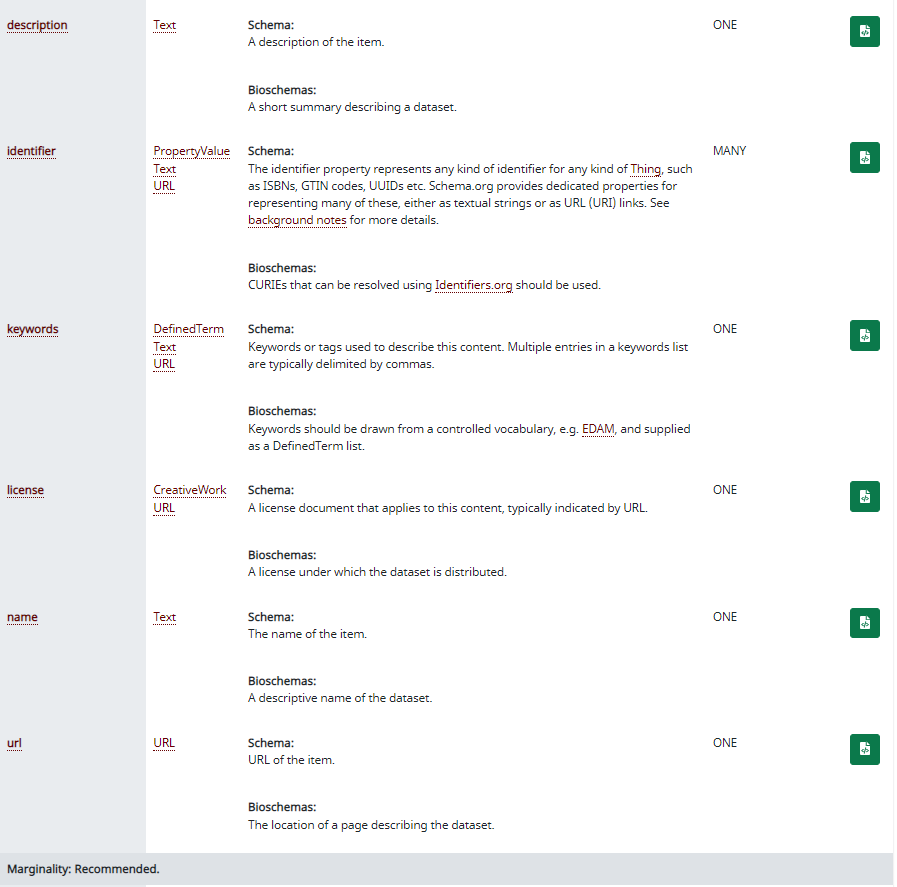 description Text Schema: ONE
A description of the item.
Bioschemas:
A short summary describing a dataset.
identifier PropertyValue Schema: MANY
Text The identifier property represents any kind of identifier for any kind of Thing, such
URL as ISBNs, GTIN codes, UUIDs etc. Schema.org provides dedicated properties for
representing many of these, either as textual strings or as URL (URI) links. See
background notes for more details.
Bioschemas:
CURIEs that can be resolved using Identifiers.org should be used.
keywords DefinedTerm Schema: ONE
Text Keywords or tags used to describe this content. Multiple entries in a keywords list
URL are typically delimited by commas.
Bioschemas:
Keywords should be drawn from a controlled vocabulary, e.g. EDAM, and supplied
as a DefinedTerm list.
license CreativeWork Schema: ONE
URL A license document that applies to this content, typically indicated by URL.
Bioschemas:
A license under which the dataset is distributed.
name Text Schema: ONE
The name of the item.
Bioschemas:
A descriptive name of the dataset.
url URL Schema: ONE
URL of the item.
Bioschemas:
The location of a page describing the dataset.
Marginality: Recommended.